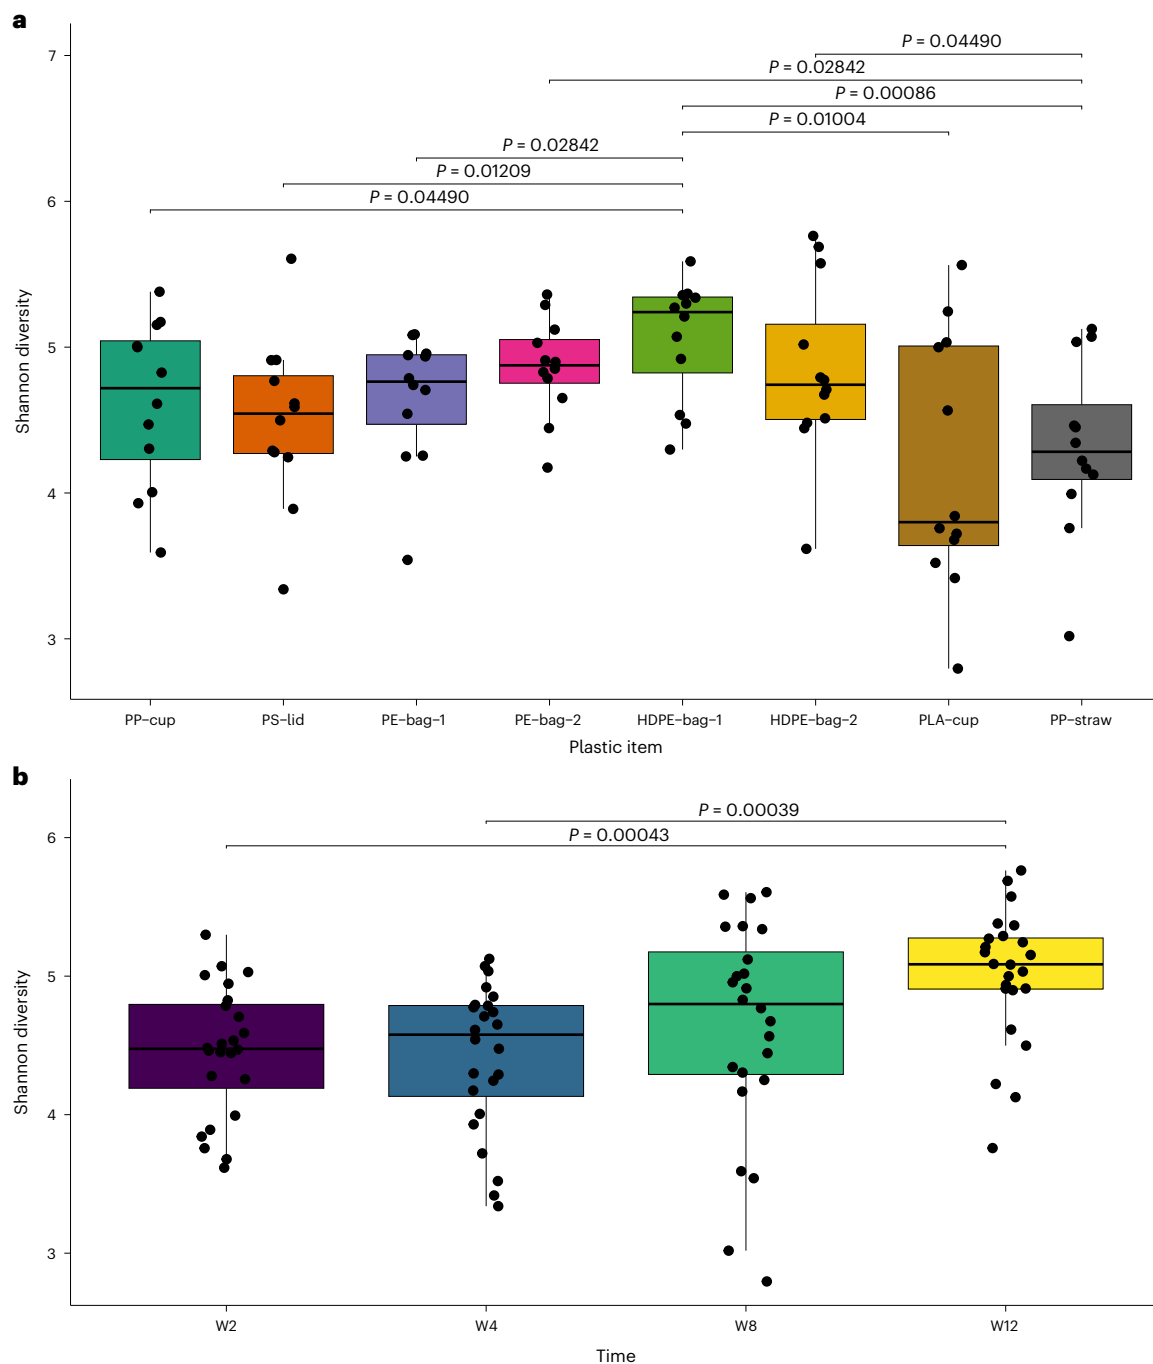 a
7
P = 0.04490
P = 0.02842
P = 0.00086
P = 0.01004
P = 0.02842
P = 0.01209
P = 0.04490
6
5
4
3
Shannon diversity
PP–cup PS–lid PE–bag–1 PE–bag–2 HDPE–bag–1 HDPE–bag–2 PLA–cup PP–straw
Plastic item
b
P = 0.00039
P = 0.00043
6
5
4
3
Shannon diversity
W2 W4 W8 W12
Time